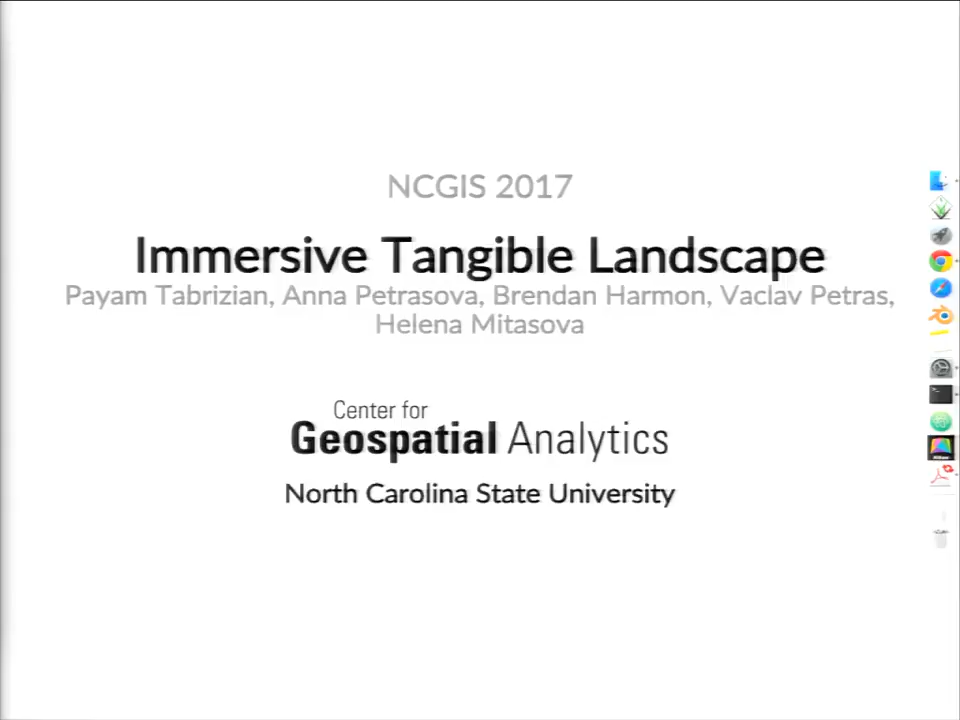 NCGIS 2017
Immersive Tangible Landscape
Payam Tabrizian, Anna Petrasova, Brendan Harmon, Vaclav Petras,
Helena Mitasova
Center for
Geospatial Analytics
North Carolina State University